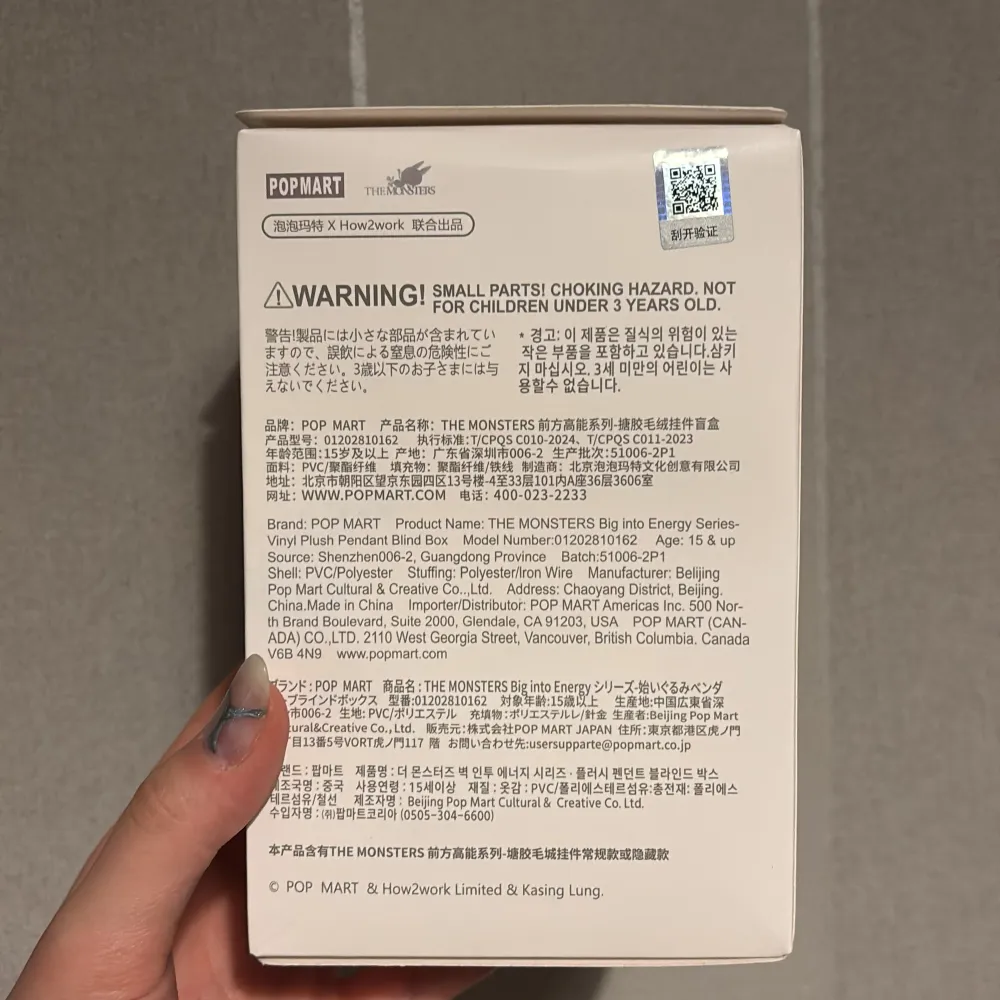 POPMART
THE MONSTERS
泡泡玛特 X How2work 联合出品
刮开验证
WARNING! SMALL PARTS! CHOKING HAZARD. NOT
FOR CHILDREN UNDER 3 YEARS OLD.
警告!製品には小さな部品が含まれてい
ますので、誤飲による窒息の危険性にご
注意ください。3歳以下のお子さまには与
えないでください。
* 경고: 이 제품은 질식의 위험이 있는
작은 부품을 포함하고 있습니다.삼키
지 마십시오. 3세 미만의 어린이는 사
용할수 없습니다.
品牌：POP MART 产品名称：THE MONSTERS 前方高能系列-搪胶毛绒挂件盲盒
产品型号：01202810162 执行标准:T/CPQS C010-2024、T/CPQS C011-2023
年龄范围:15岁及以上 产地：广东省深圳市006-2 生产批次:51006-2P1
面料：PVC/聚酯纤维 填充物：聚酯纤维/铁线 制造商：北京泡泡玛特文化创意有限公司
地址：北京市朝阳区望京东园四区13号楼-4至33层101内A座36层3606室
网址：WWW.POPMART.COM 电话：400-023-2233
Brand: POP MART Product Name: THE MONSTERS Big into Energy Series-
Vinyl Plush Pendant Blind Box Model Number:01202810162 Age: 15 & up
Source: Shenzhen006-2, Guangdong Province Batch:51006-2P1
Shell: PVC/Polyester Stuffing: Polyester/Iron Wire Manufacturer: Belijing
Pop Mart Cultural & Creative Co.,Ltd. Address: Chaoyang District, Beijing.
China.Made in China Importer/Distributor: POP MART Americas Inc. 500 Nor-
th Brand Boulevard, Suite 2000, Glendale, CA 91203, USA POP MART (CAN-
ADA) CO.,LTD. 2110 West Georgia Street, Vancouver, British Columbia. Canada
V6B 4N9 www.popmart.com
ランド：POP MART 商品名：THE MONSTERS Big into Energy シリーズ-始いぐるみペンダ
ブラインドボックス 型番:01202810162 対象年齢:15歳以上 生産地:中国広東省深
市006-2 生地: PVC/ポリエステル 充填物:ポリエステルレ/針金 生産者:Beijing Pop Mart
tural&Creative Co., Ltd. 販売元：株式会社POP MART JAPAN 住所：東京都港区虎ノ門
丁目13番5号VORT虎ノ門117 階 お問い合わせ先:usersupparte@popmart.co.jp
랜드 : 팝마트 제품명 : 더 몬스터즈 벽 인투 에너지 시리즈 · 플러시 펜던트 블라인드 박스
제조국명 : 중국 사용연령 : 15세이상 재질 : 옷감 : PVC/폴리에스테르섬유:충전재: 폴리에스
테르섬유/철선 제조자명 : Beijing Pop Mart Cultural & Creative Co. Ltd.
수입자명 : ㈜팝마트코리아 (0505-304-6600)
本产品含有THE MONSTERS 前方高能系列-搪胶毛城挂件常规款或隐藏款
© POP MART & How2work Limited & Kasing Lung.